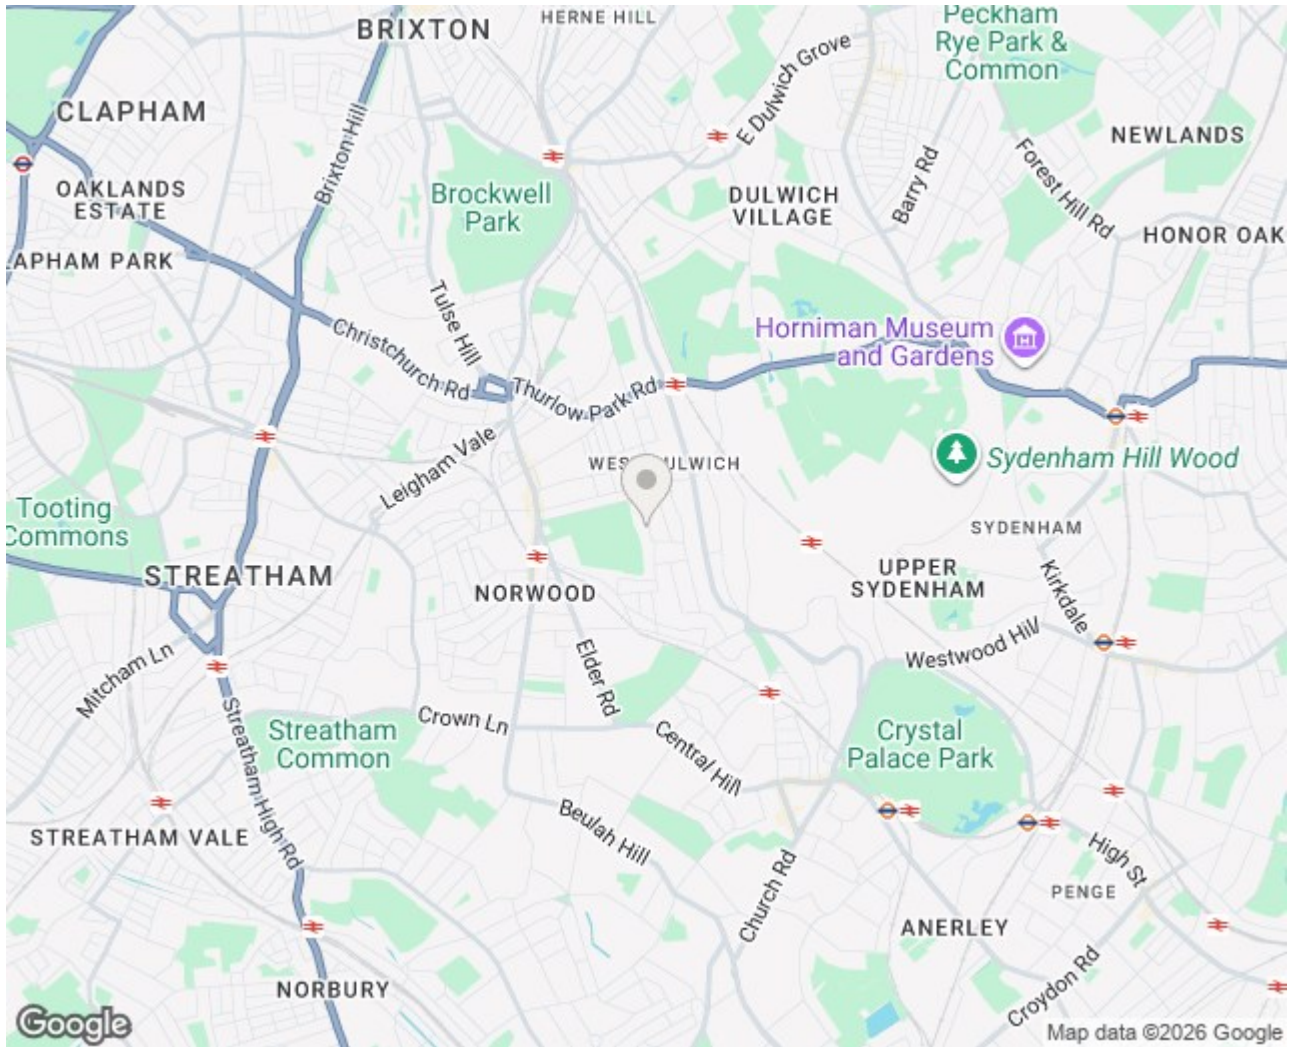 BRIXTON
HERNE HILL
Peckham
Rye Park &
Common
E Dulwich Grove
CLAPHAM
NEWLANDS
Brixton Hill
Barry Rd
Forest Hill Rd
OAKLANDS
ESTATE
Brockwell
Park
DULWICH
VILLAGE
HONOR OAK
LAPHAM PARK
Tulse Hill
Christchurch Rd
Thurlow Park Rd
Horniman Museum
and Gardens
Leigham Vale
Sydenham Hill Wood
Tooting
Commons
SYDENHAM
STREATHAM
NORWOOD
UPPER
SYDENHAM
Kirkdale
Westwood Hill
Mitcham Ln
Elder Rd
Streatham High Rd
Crown Ln
Streatham
Common
Central Hill
Crystal
Palace Park
STREATHAM VALE
Beulah Hill
High St
Church Rd
PENGE
ANERLEY
NORBURY
Croydon Rd
Google
Map data ©2026 Google